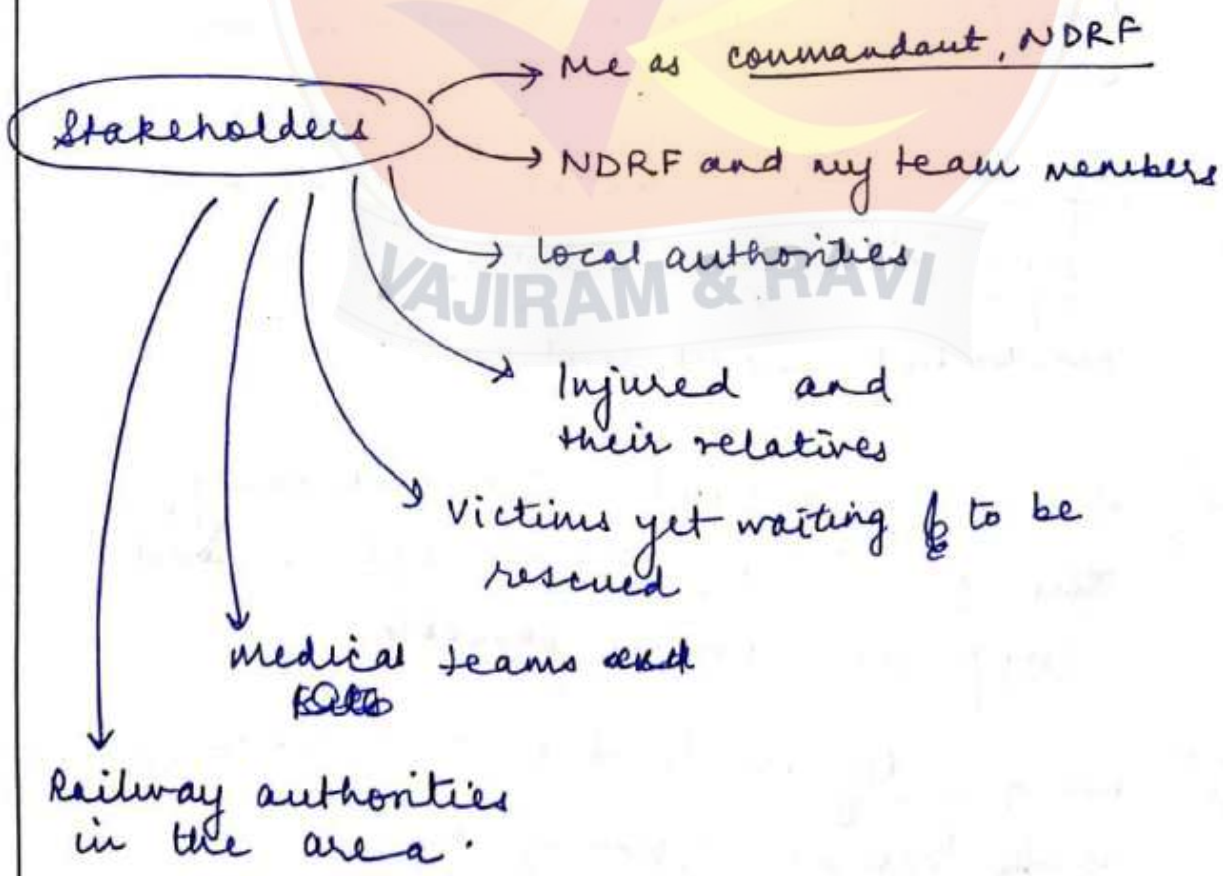 Stakeholders
Me as commandant, NDRF
NDRF and my team members
local authorities
VAJIRAM & RAVI
Injured and
their relatives
Victims yet waiting to be
rescued
Medical teams and
Railway authorities
in the area.